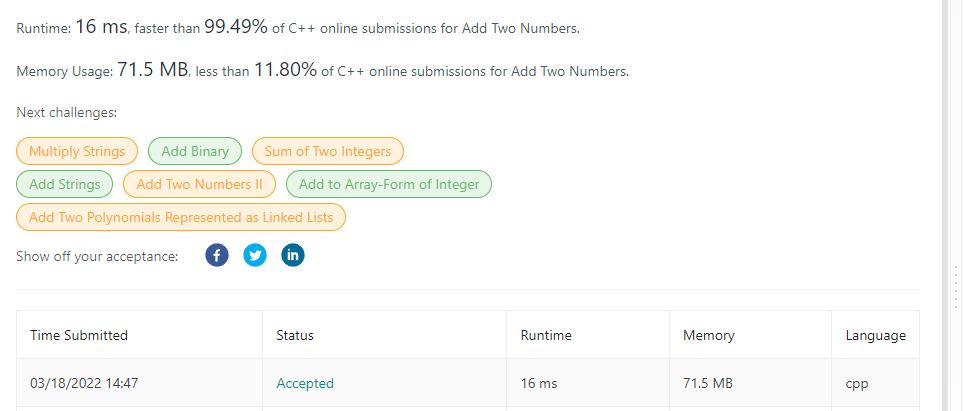 Runtime: 16 ms, faster than 99.49% of C++ online submissions for Add Two Numbers.
Memory Usage: 71.5 MB, less than 11.80% of C++ online submissions for Add Two Numbers.
Next challenges:
Multiply Strings Add Binary Sum of Two Integers
Add Strings Add Two Numbers II Add to Array-Form of Integer
Add Two Polynomials Represented as Linked Lists
Show off your acceptance: f in
Time Submitted Status Runtime Memory Language
03/18/2022 14:47 Accepted 16 ms 71.5 MB cpp